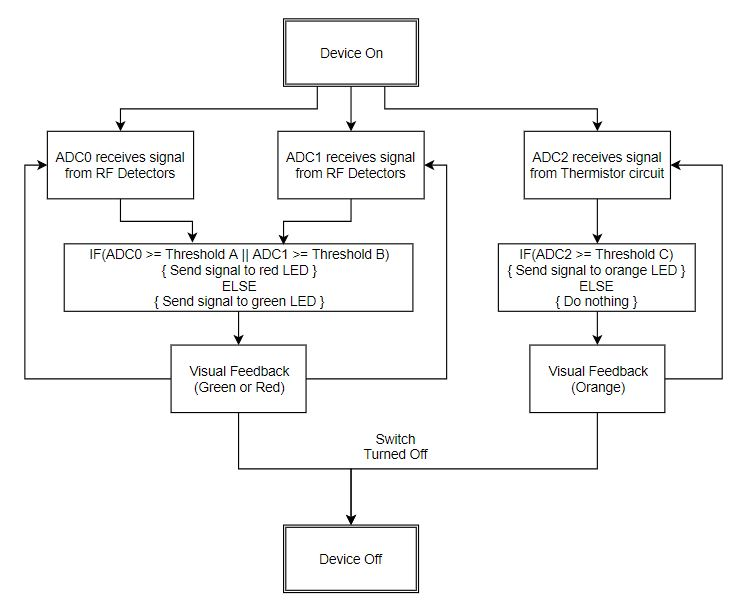 Device On
ADC0 receives signal
from RF Detectors
ADC1 receives signal
from RF Detectors
ADC2 receives signal
from Thermistor circuit
IF(ADC0 >= Threshold A || ADC1 >= Threshold B)
{ Send signal to red LED }
ELSE
{ Send signal to green LED }
IF(ADC2 >= Threshold C)
{ Send signal to orange LED }
ELSE
{ Do nothing }
Visual Feedback
(Green or Red)
Visual Feedback
(Orange)
Switch
Turned Off
Device Off